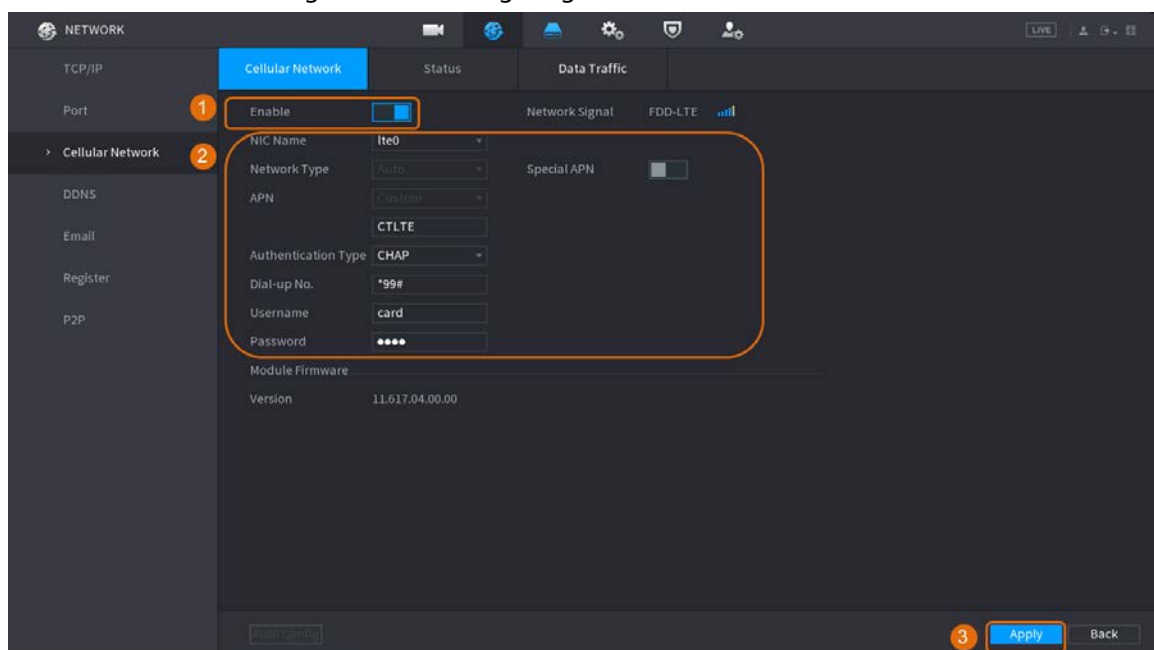 NETWORK
LIVE
TCP/IP
Cellular Network
Status
Data Traffic
Port
1
Enable
Network Signal
FDD-LTE
Cellular Network
2
NIC Name
lte0
Network Type
Auto
Special APN
DDNS
APN
Custom
Email
CTLTE
Authentication Type
CHAP
Register
Dial-up No.
*99#
P2P
Username
card
Password
••••
Module Firmware
Version
11.617.04.00.00
Auto Config
3
Apply
Back